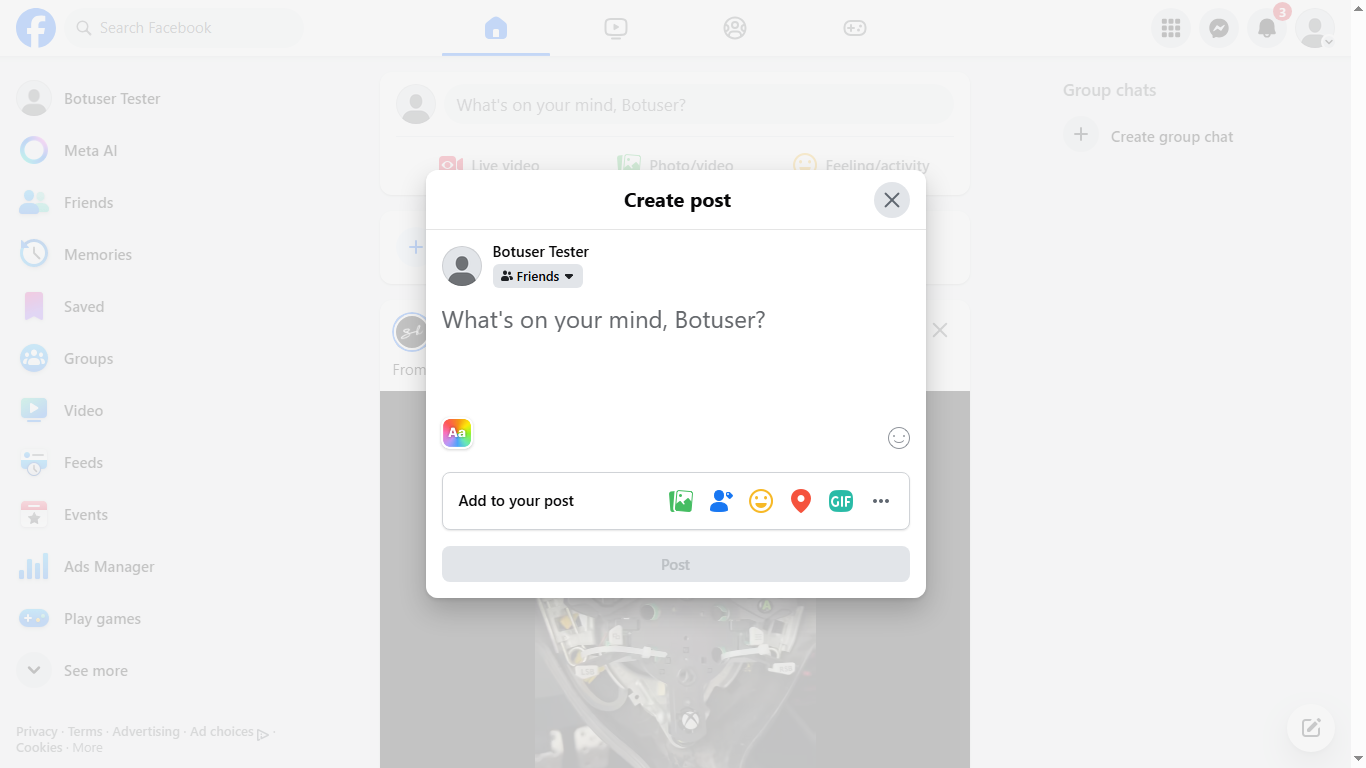 Search Facebook
3
Botuser Tester
Meta AI
Friends
Memories
Saved
Groups
Video
Feeds
Events
Ads Manager
Play games
See more
Privacy · Terms · Advertising · Ad choices ·
Cookies · More
What's on your mind, Botuser?
Live video
Photo/video
Feeling/activity
From
Create post
Botuser Tester
Friends
What's on your mind, Botuser?
Aa
Add to your post
GIF
Post
Group chats
Create group chat